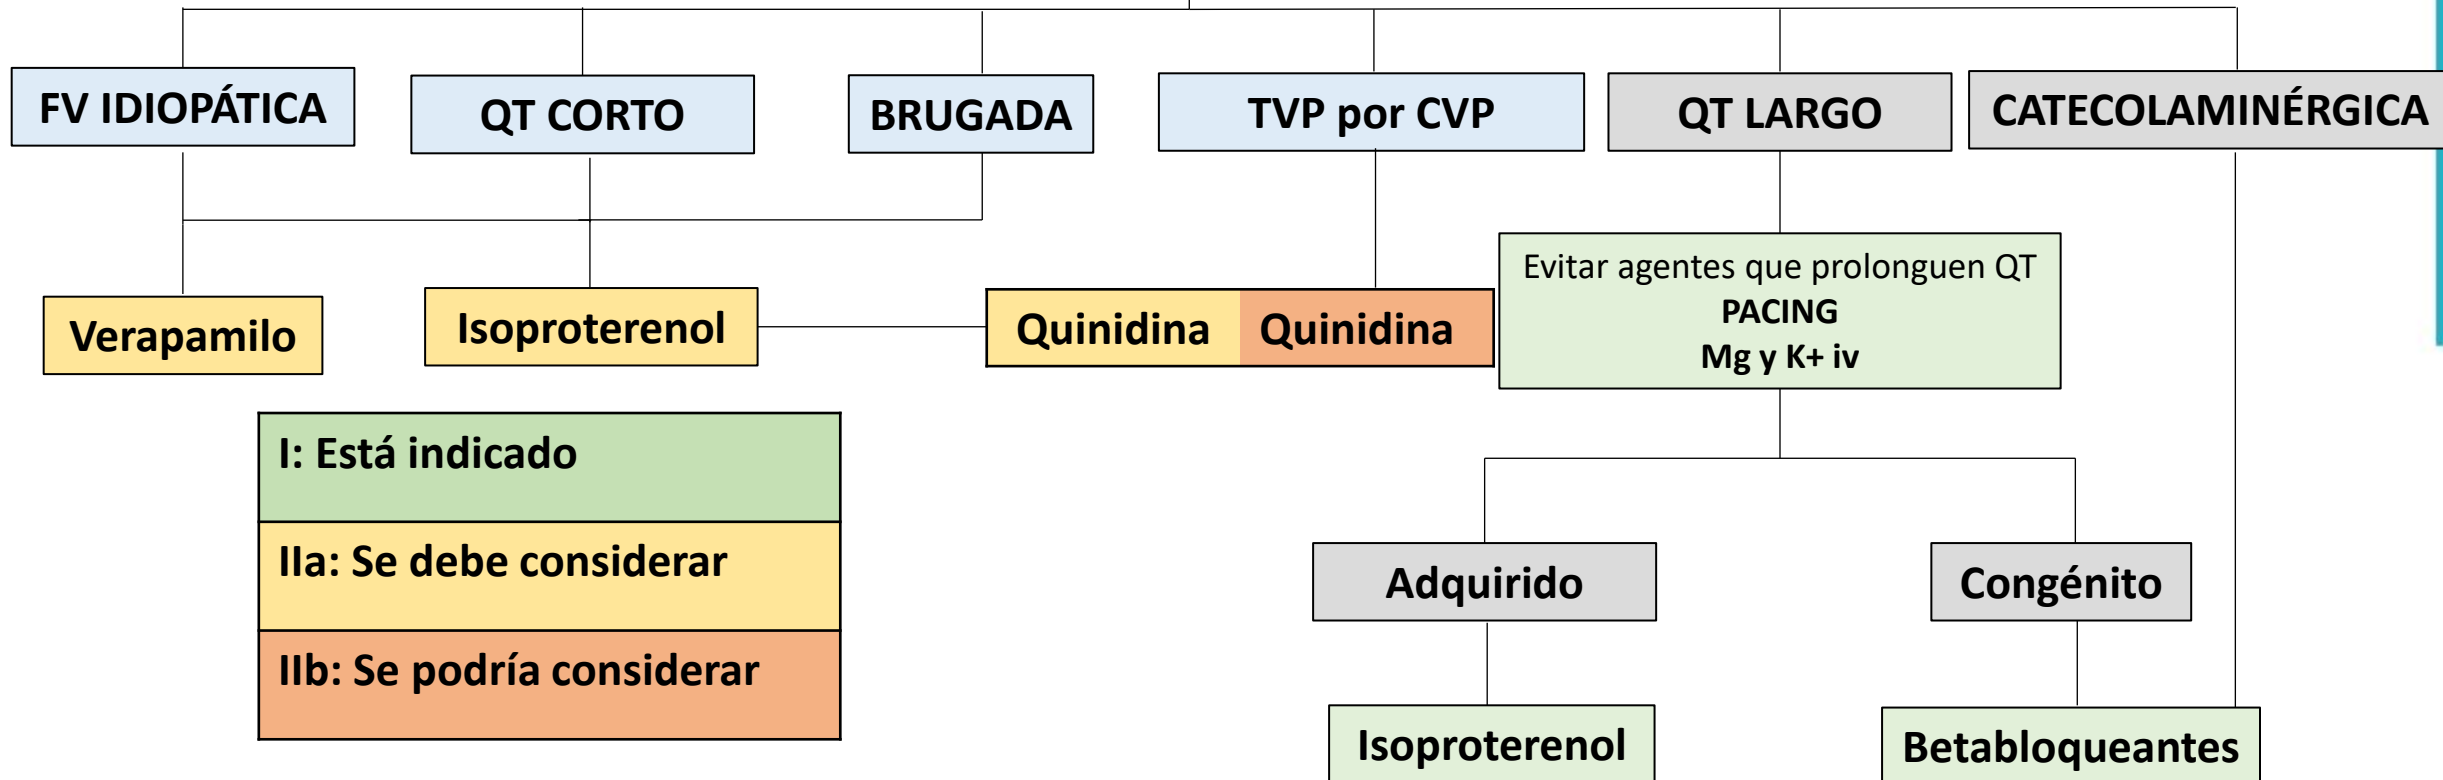 FV IDIOPÁTICA
QT CORTO
BRUGADA
TVP por CVP
QT LARGO
CATECOLAMINÉRGICA
Verapamilo
Isoproterenol
Quinidina
Quinidina
Evitar agentes que prolonguen QT
PACING
Mg y K+ iv
I: Está indicado
IIa: Se debe considerar
IIb: Se podría considerar
Adquirido
Congénito
Isoproterenol
Betabloqueantes